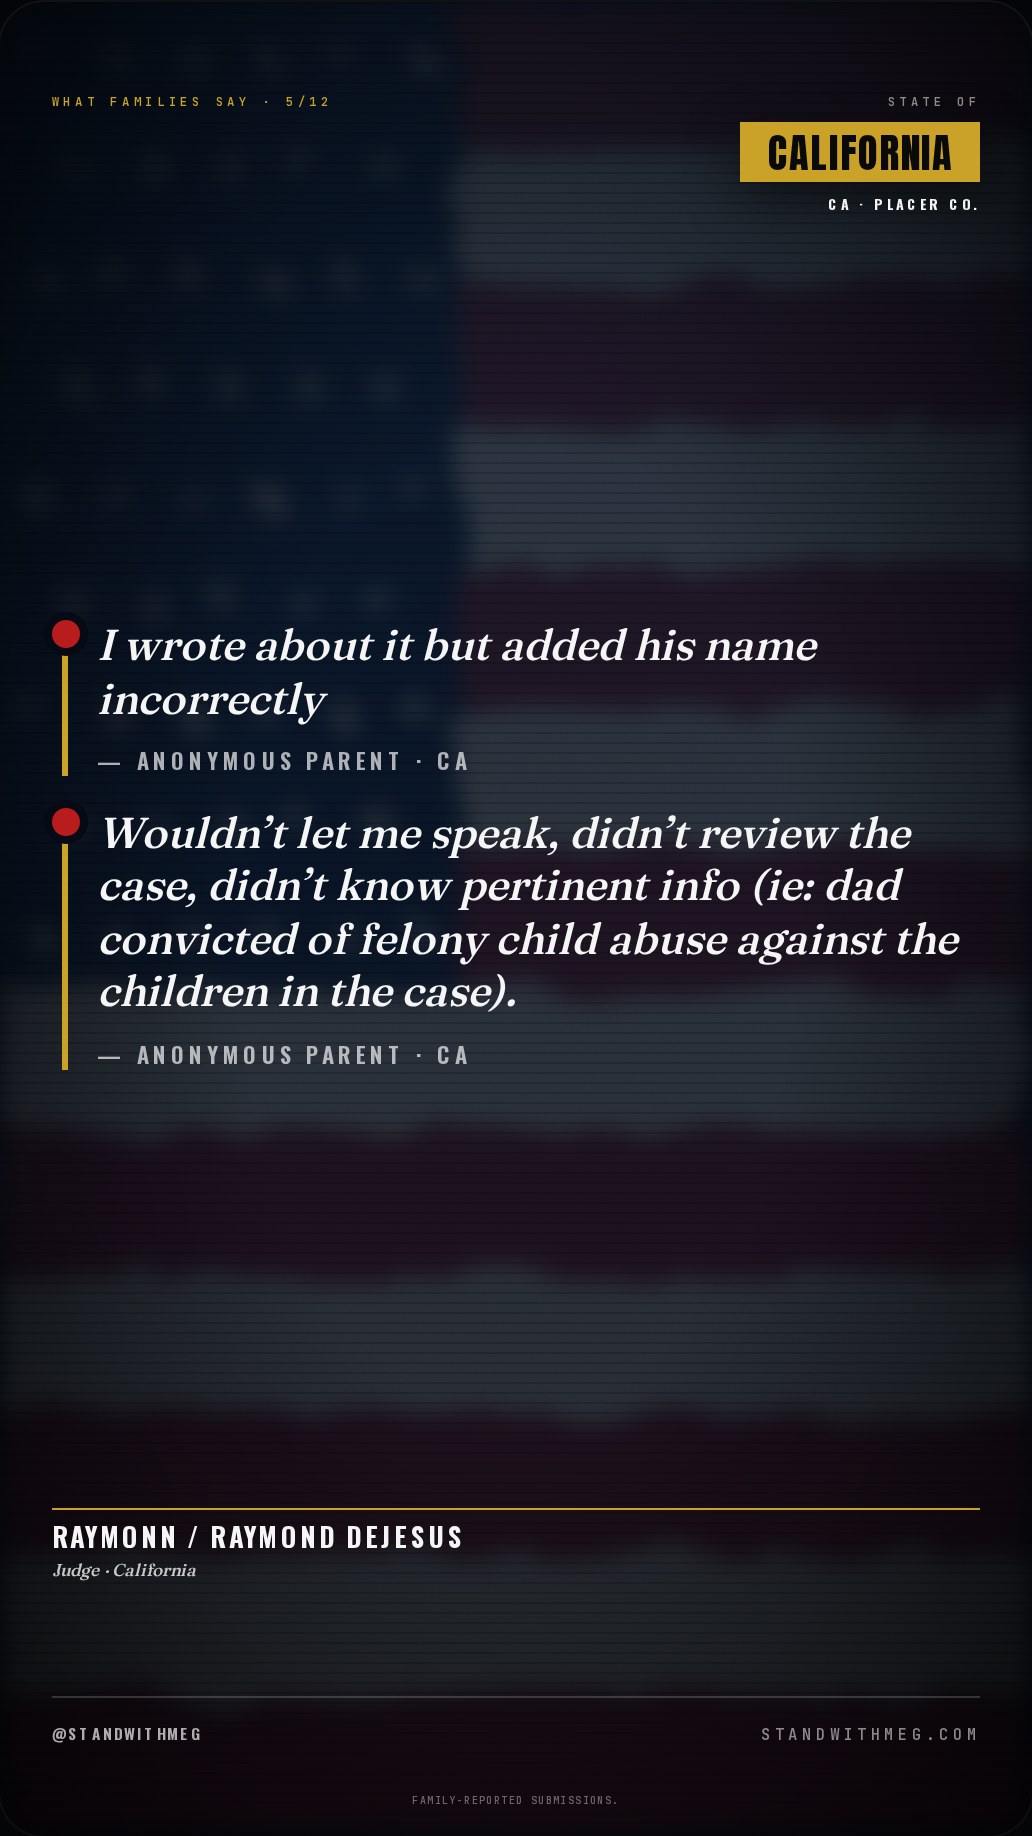 WHAT FAMILIES SAY · 5/12
STATE OF
CALIFORNIA
CA · PLACER CO.
I wrote about it but added his name
incorrectly
— ANONYMOUS PARENT · CA
Wouldn’t let me speak, didn’t review the
case, didn’t know pertinent info (ie: dad
convicted of felony child abuse against the
children in the case).
— ANONYMOUS PARENT · CA
RAYMONN / RAYMOND DEJESUS
Judge · California
@STANDWITHMEG
STANDWITHMEG.COM
FAMILY-REPORTED SUBMISSIONS.